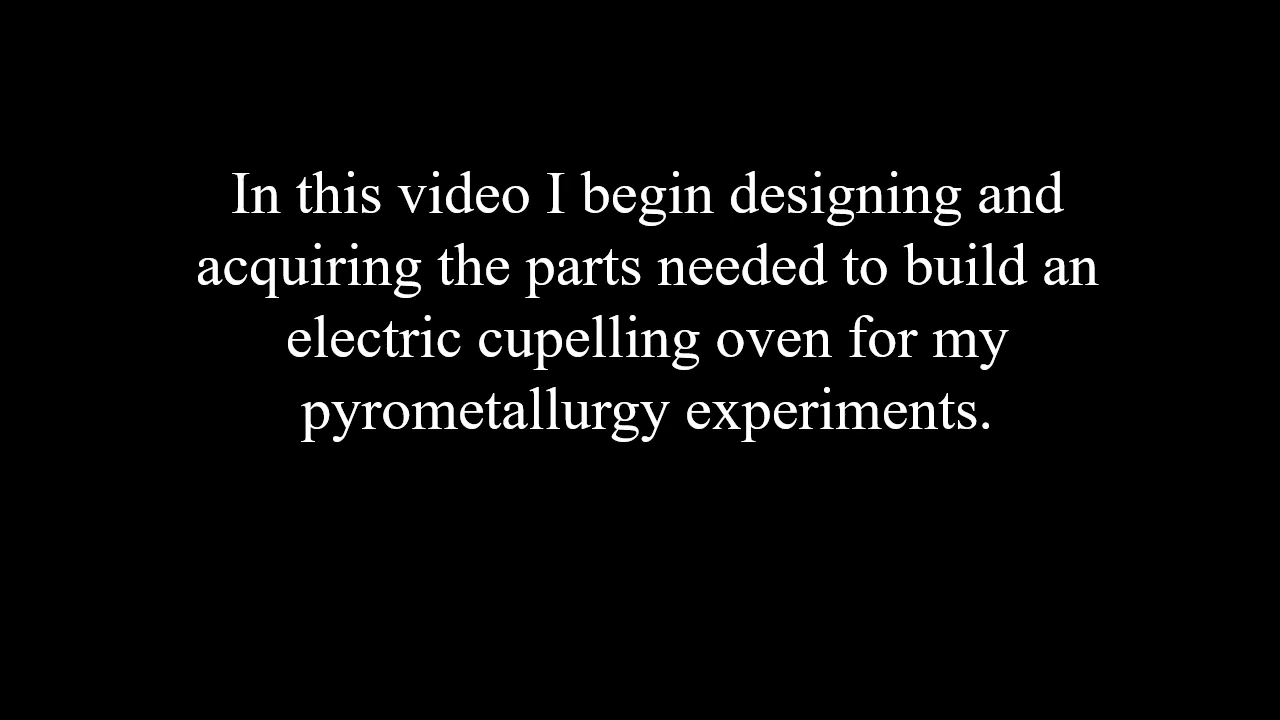 In this video I begin designing and
acquiring the parts needed to build an
electric cupelling oven for my
pyrometallurgy experiments.